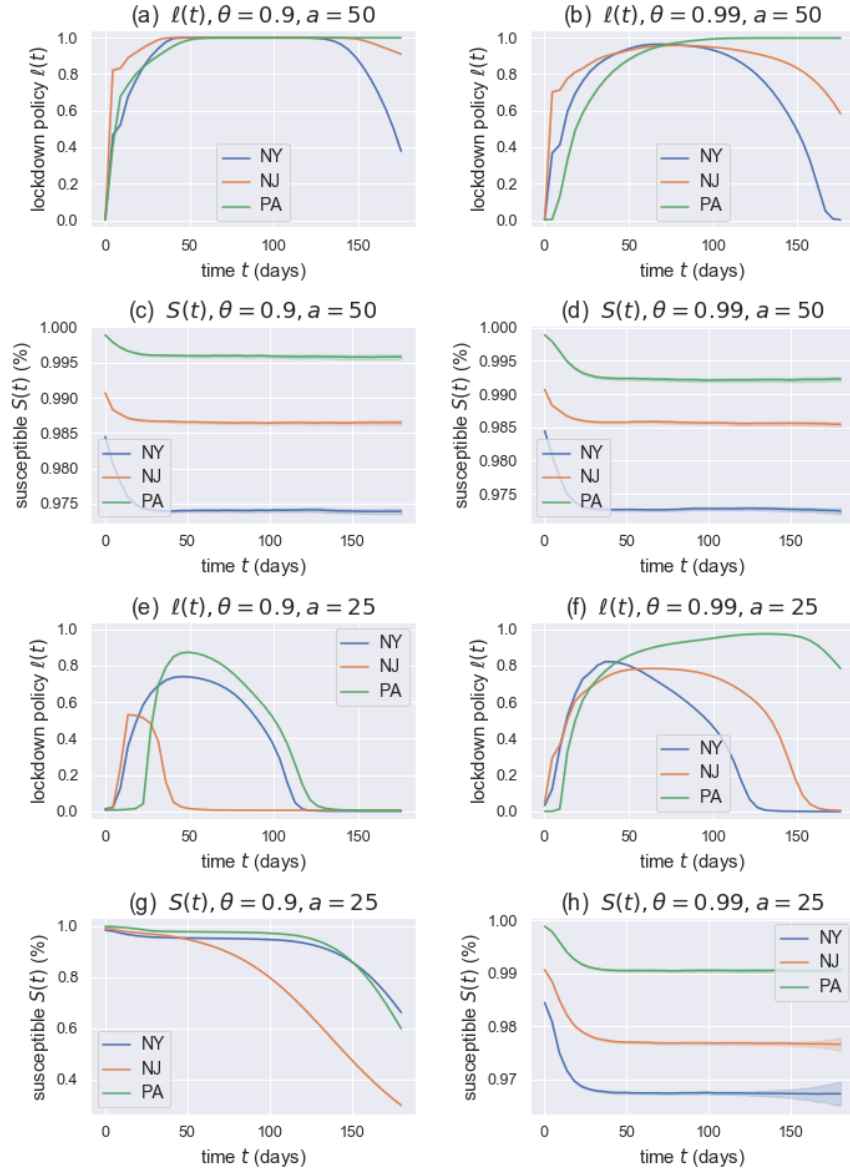 (a) ℓ(t), θ = 0.9, a = 50
lockdown policy ℓ(t)
1.0
0.8
0.6
0.4
0.2
0.0
NY
NJ
PA
0
50
100
150
time t (days)
(b) ℓ(t), θ = 0.99, a = 50
lockdown policy ℓ(t)
1.0
0.8
0.6
0.4
0.2
0.0
NY
NJ
PA
0
50
100
150
time t (days)
(c) S(t), θ = 0.9, a = 50
susceptible S(t) (%)
1.000
0.995
0.990
0.985
0.980
0.975
NY
NJ
PA
0
50
100
150
time t (days)
(d) S(t), θ = 0.99, a = 50
susceptible S(t) (%)
1.000
0.995
0.990
0.985
0.980
0.975
NY
NJ
PA
0
50
100
150
time t (days)
(e) ℓ(t), θ = 0.9, a = 25
lockdown policy ℓ(t)
1.0
0.8
0.6
0.4
0.2
0.0
NY
NJ
PA
0
50
100
150
time t (days)
(f) ℓ(t), θ = 0.99, a = 25
lockdown policy ℓ(t)
1.0
0.8
0.6
0.4
0.2
0.0
NY
NJ
PA
0
50
100
150
time t (days)
(g) S(t), θ = 0.9, a = 25
susceptible S(t) (%)
1.0
0.8
0.6
0.4
NY
NJ
PA
0
50
100
150
time t (days)
(h) S(t), θ = 0.99, a = 25
susceptible S(t) (%)
1.00
0.99
0.98
0.97
NY
NJ
PA
0
50
100
150
time t (days)